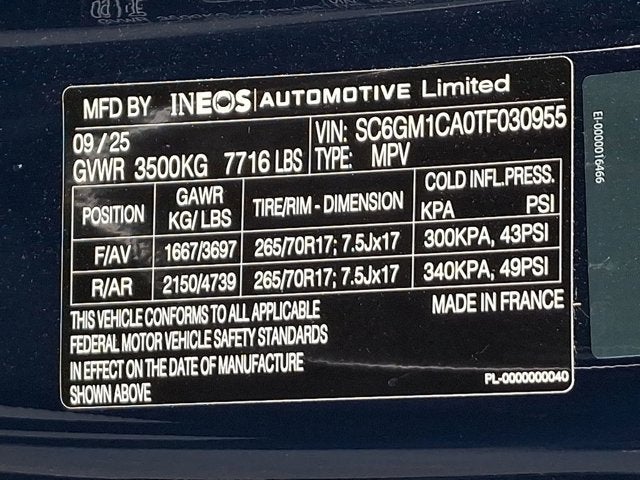 MFD BY INEOS | AUTOMOTIVE Limited
09 / 25
GVWR 3500KG 7716 LBS
VIN: SC6GM1CA0TF030955
TYPE: MPV
POSITION GAWR KG/ LBS TIRE/RIM - DIMENSION COLD INFL.PRESS. KPA PSI
F/AV 1667/3697 265/70R17; 7.5Jx17 300KPA, 43PSI
R/AR 2150/4739 265/70R17; 7.5Jx17 340KPA, 49PSI
THIS VEHICLE CONFORMS TO ALL APPLICABLE
FEDERAL MOTOR VEHICLE SAFETY STANDARDS
IN EFFECT ON THE DATE OF MANUFACTURE
SHOWN ABOVE
MADE IN FRANCE
PL-0000000040
EI-0000016466